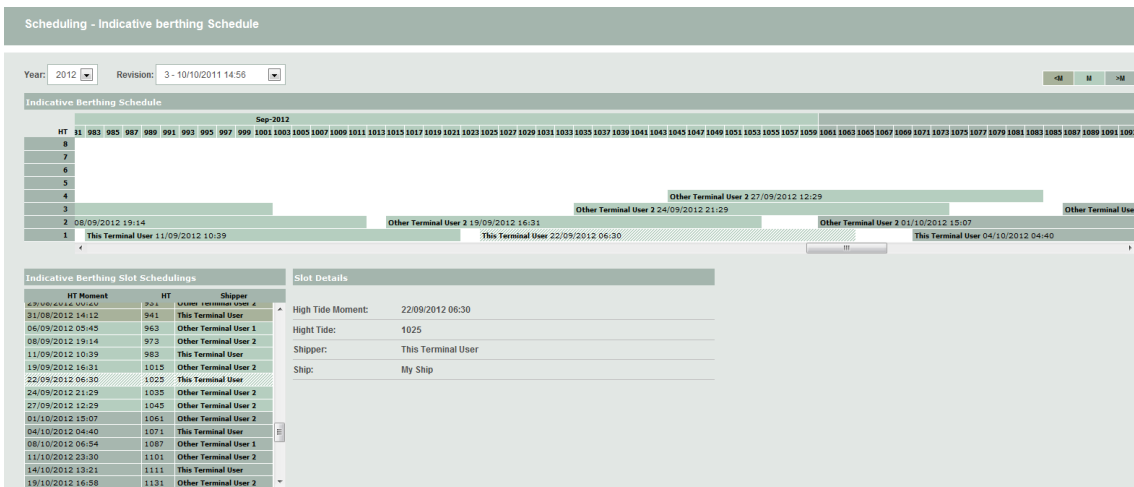 Scheduling - Indicative berthing Schedule
Year: 2012 Revision: 3 - 10/10/2011 14:56
<M M >M
Indicative Berthing Schedule
Sep-2012
HT 81 983 985 987 989 991 993 995 997 999 1001 1003 1005 1007 1009 1011 1013 1015 1017 1019 1021 1023 1025 1027 1029 1031 1033 1035 1037 1039 1041 1043 1045 1047 1049 1051 1053 1055 1057 1059 1061 1063 1065 1067 1069 1071 1073 1075 1077 1079 1081 1083 1085 1087 1089 1091 109
8
7
6
5
4 Other Terminal User 2 27/09/2012 12:29
3 Other Terminal User 2 24/09/2012 21:29 Other Terminal Use
2 08/09/2012 19:14 Other Terminal User 2 19/09/2012 16:31 Other Terminal User 2 01/10/2012 15:07
1 This Terminal User 11/09/2012 10:39 This Terminal User 22/09/2012 06:30 This Terminal User 04/10/2012 04:40
Indicative Berthing Slot Schedulings
HT Moment HT Shipper
29/08/2012 00:20 931 Other Terminal User 2
31/08/2012 14:12 941 This Terminal User
06/09/2012 05:45 963 Other Terminal User 1
08/09/2012 19:14 973 Other Terminal User 2
11/09/2012 10:39 983 This Terminal User
19/09/2012 16:31 1015 Other Terminal User 2
22/09/2012 06:30 1025 This Terminal User
24/09/2012 21:29 1035 Other Terminal User 2
27/09/2012 12:29 1045 Other Terminal User 2
01/10/2012 15:07 1061 Other Terminal User 2
04/10/2012 04:40 1071 This Terminal User
08/10/2012 06:54 1087 Other Terminal User 1
11/10/2012 23:30 1101 Other Terminal User 2
14/10/2012 13:21 1111 This Terminal User
19/10/2012 16:58 1131 Other Terminal User 2
Slot Details
High Tide Moment: 22/09/2012 06:30
Hight Tide: 1025
Shipper: This Terminal User
Ship: My Ship